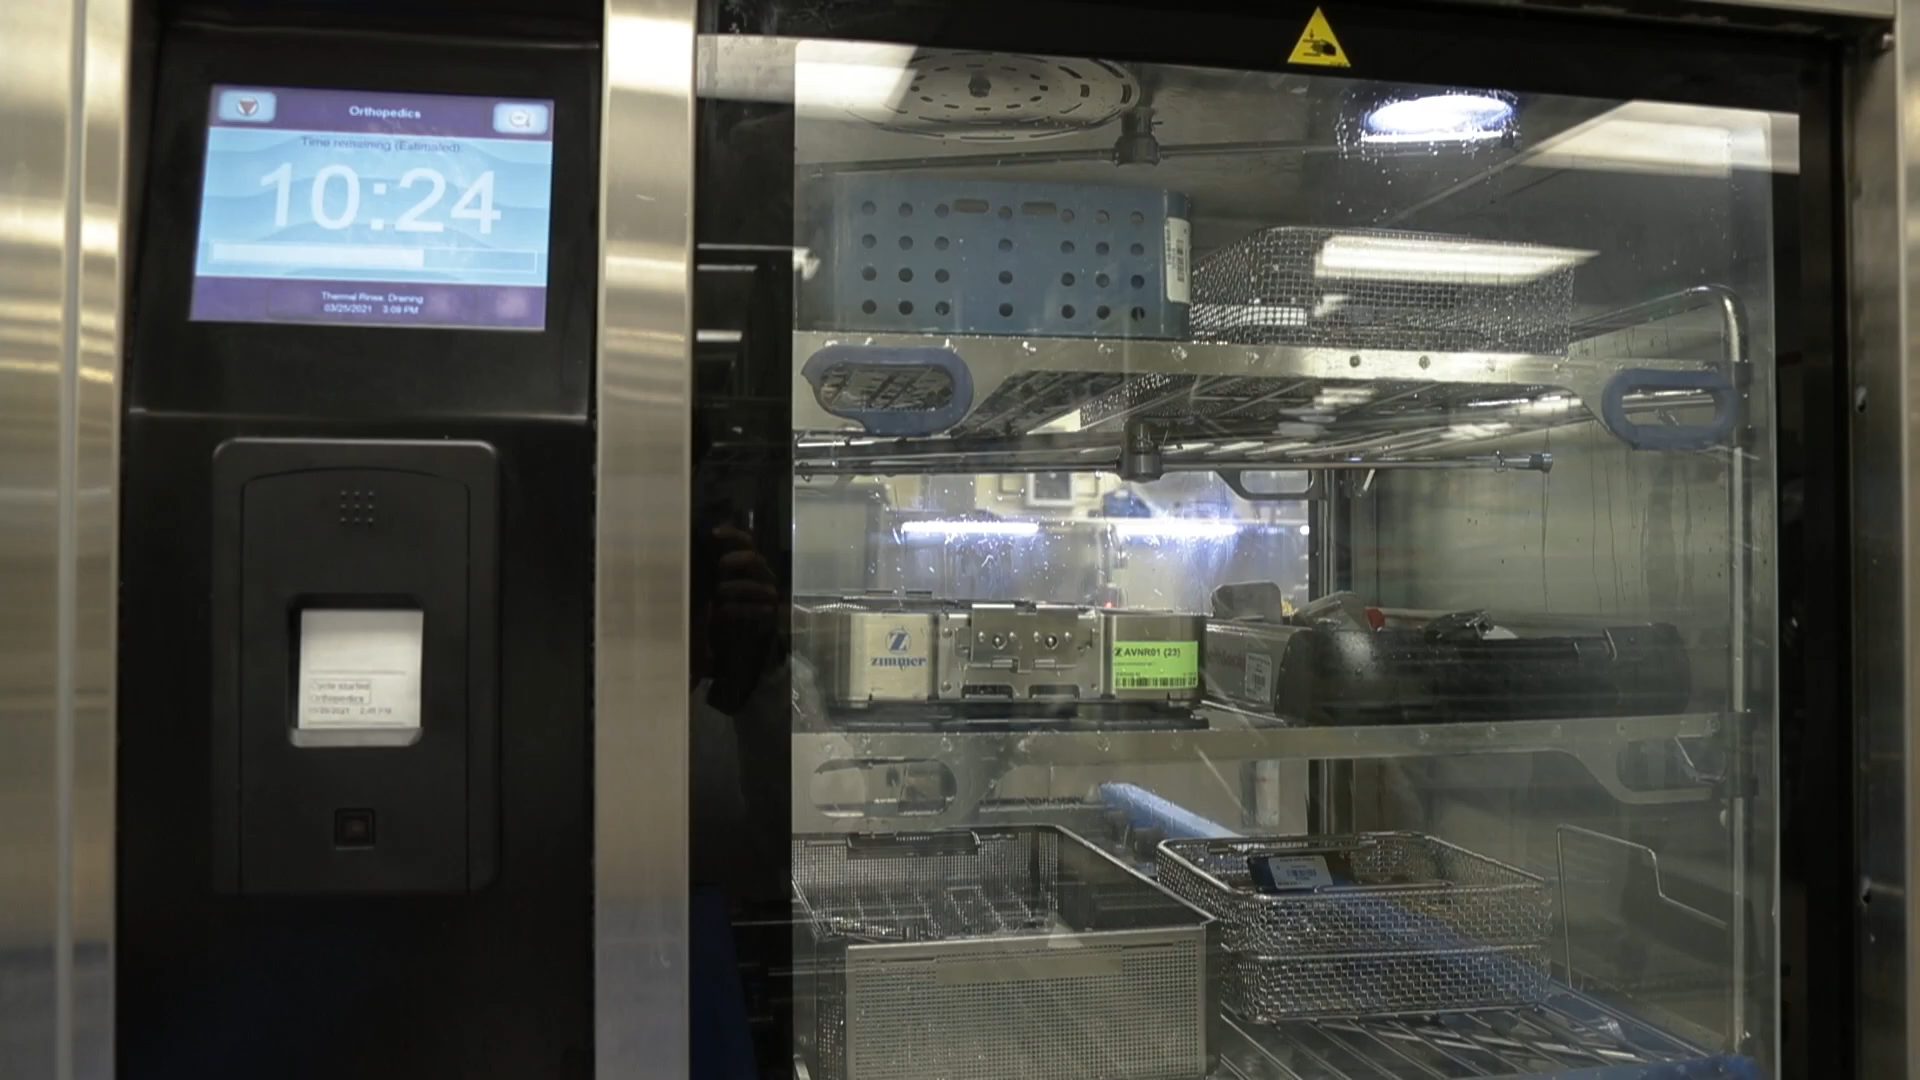 Orthopedics
Time remaining (Estimated)
10:24
Thermal Rinse: Draining
03/25/2021 3:09 PM
Cycle started
Orthopedics
zimmer
AVNR01 (23)